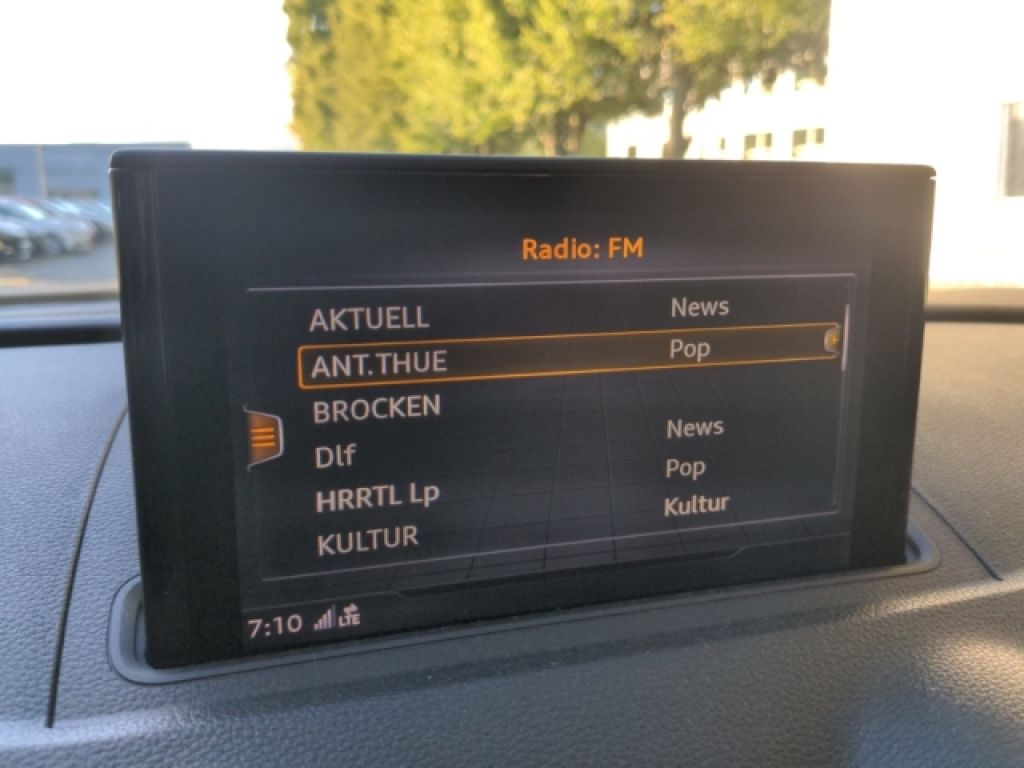 Radio: FM
AKTUELL News
ANT.THUE Pop
BROCKEN
Dlf News
HRRTL Lp Pop
KULTUR Kultur
7:10 LTE